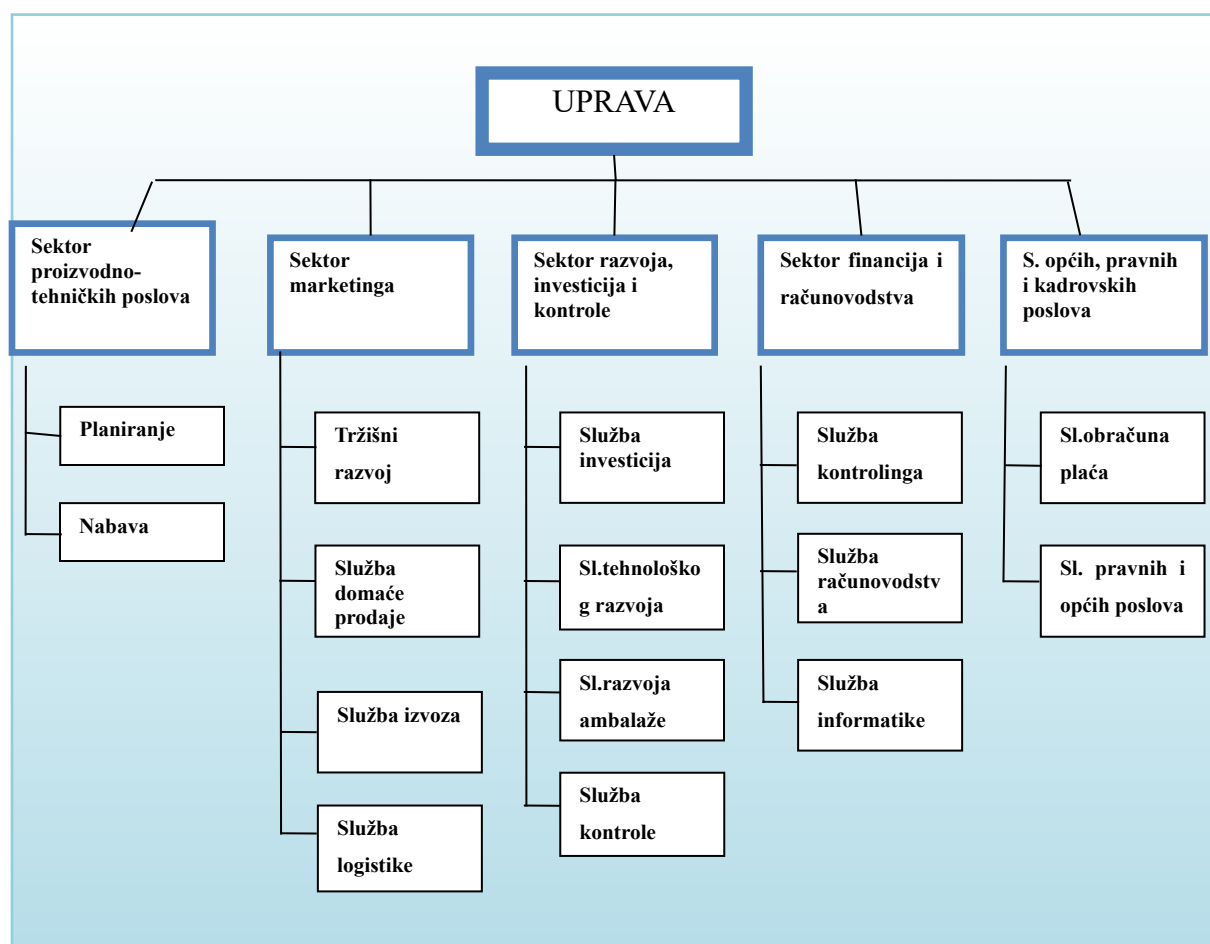 UPRAVA
Sektor
proizvodno-
tehničkih poslova
Sektor
marketinga
Sektor razvoja,
investicija i
kontrole
Sektor financija i
računovodstva
S. općih, pravnih
i kadrovskih
poslova
Planiranje
Nabava
Tržišni
razvoj
Služba
domaće
prodaje
Služba izvoza
Služba
logistike
Služba
investicija
Sl.tehnološko
g razvoja
Sl.razvoja
ambalaže
Služba
kontrole
Služba
kontrolinga
Služba
računovodstv
a
Služba
informatike
Sl.obračuna
plaća
Sl. pravnih i
općih poslova